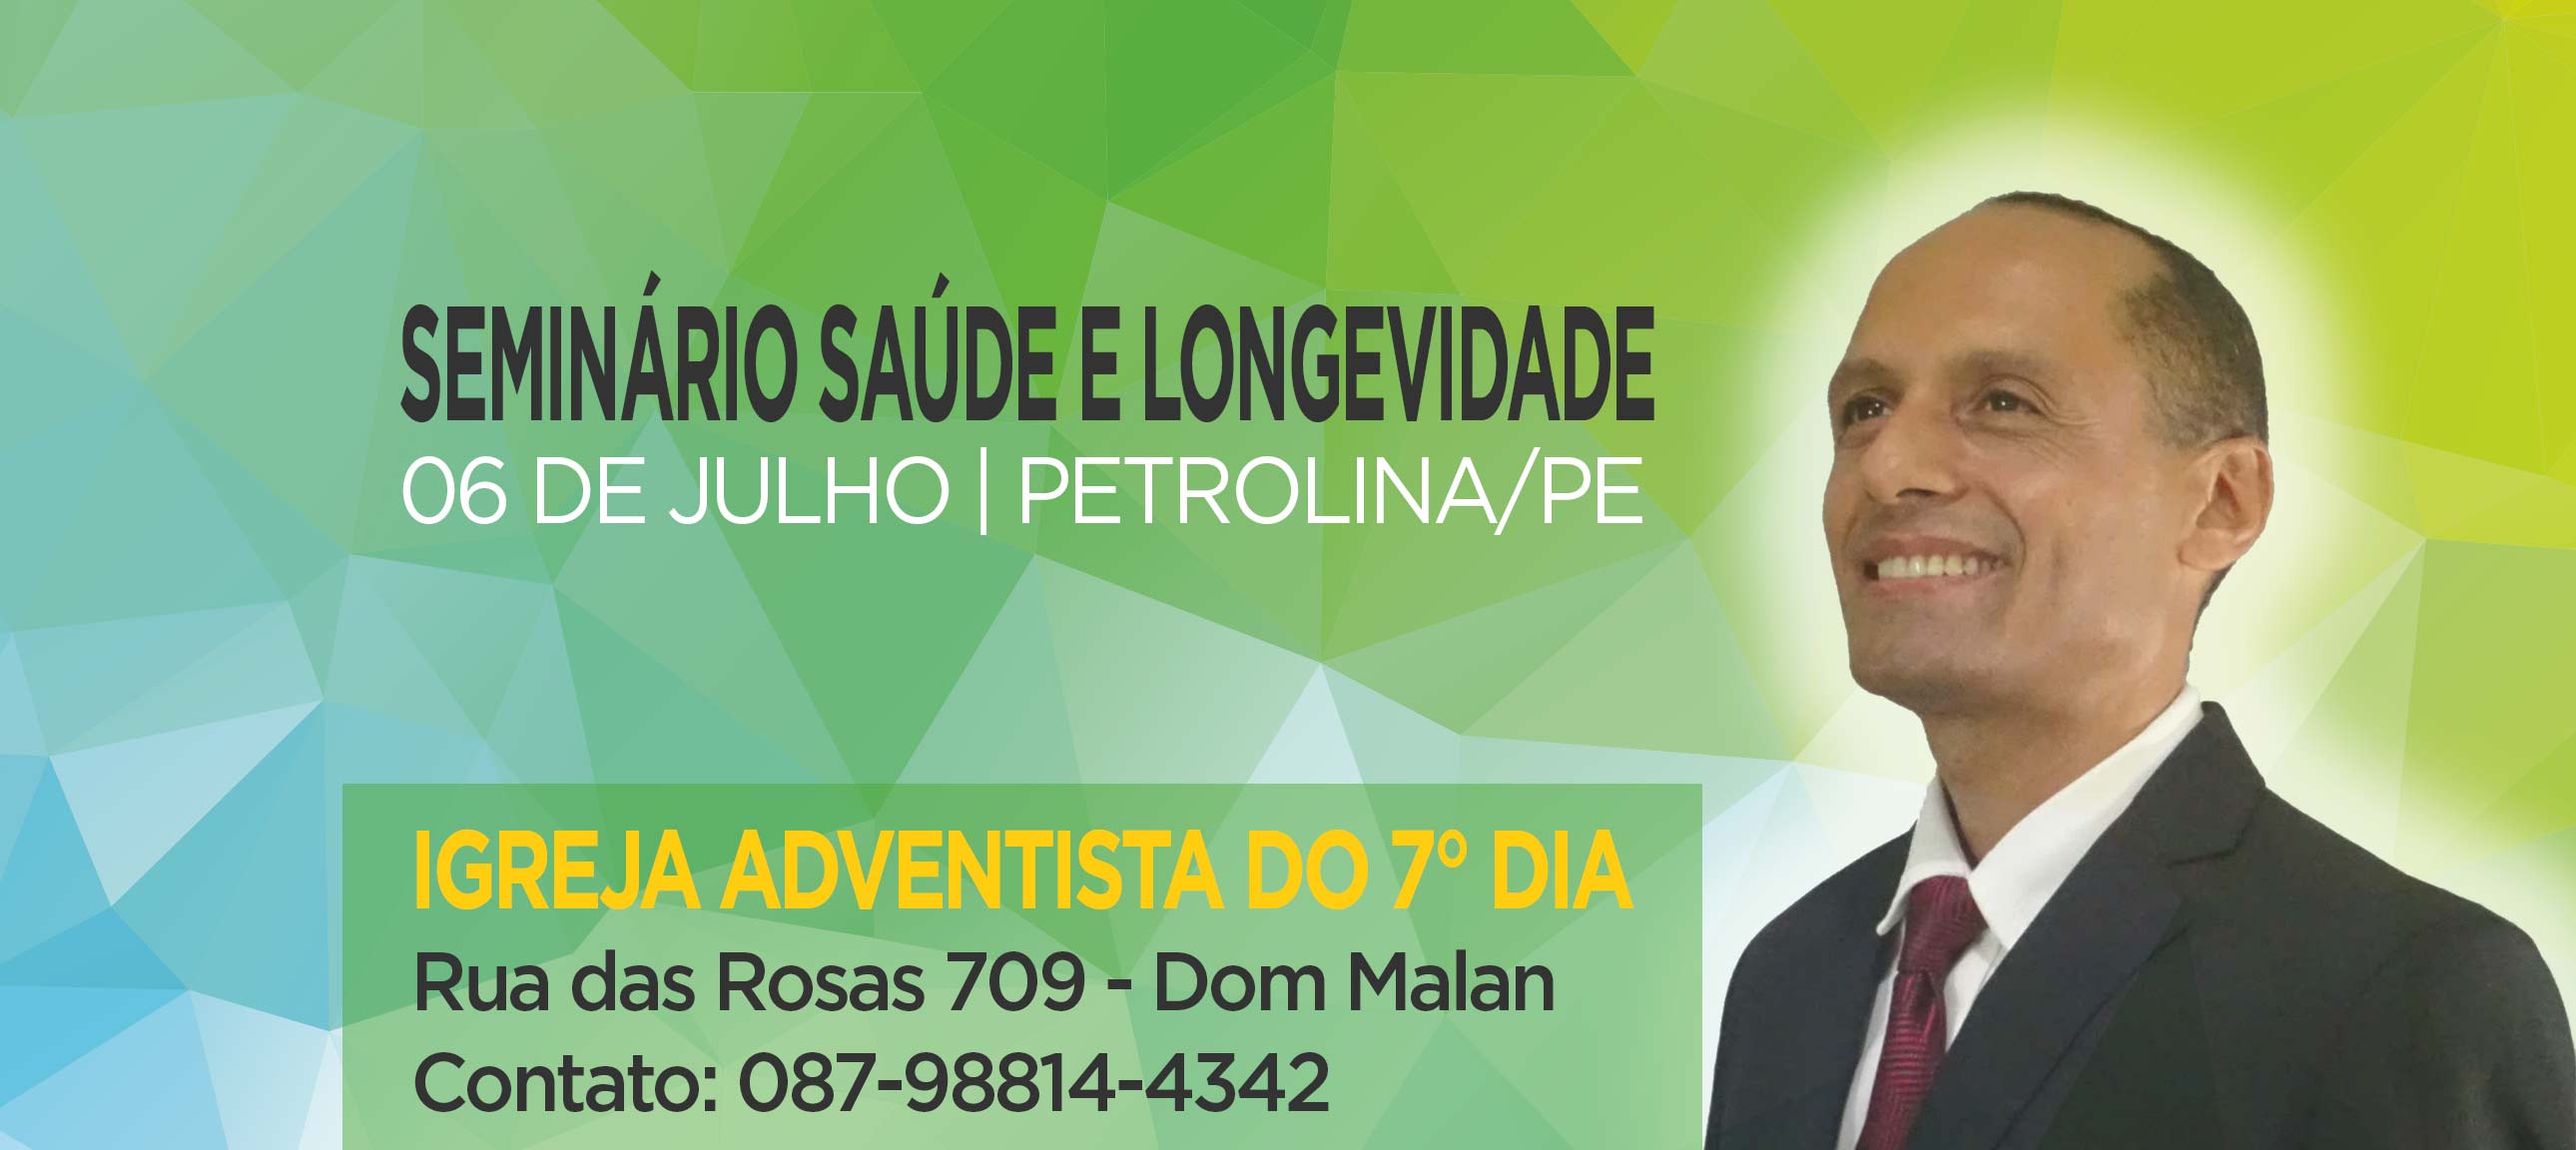 SEMINÁRIO SAÚDE E LONGEVIDADE
06 DE JULHO | PETROLINA/PE
IGREJA ADVENTISTA DO 7º DIA
Rua das Rosas 709 - Dom Malan
Contato: 087-98814-4342